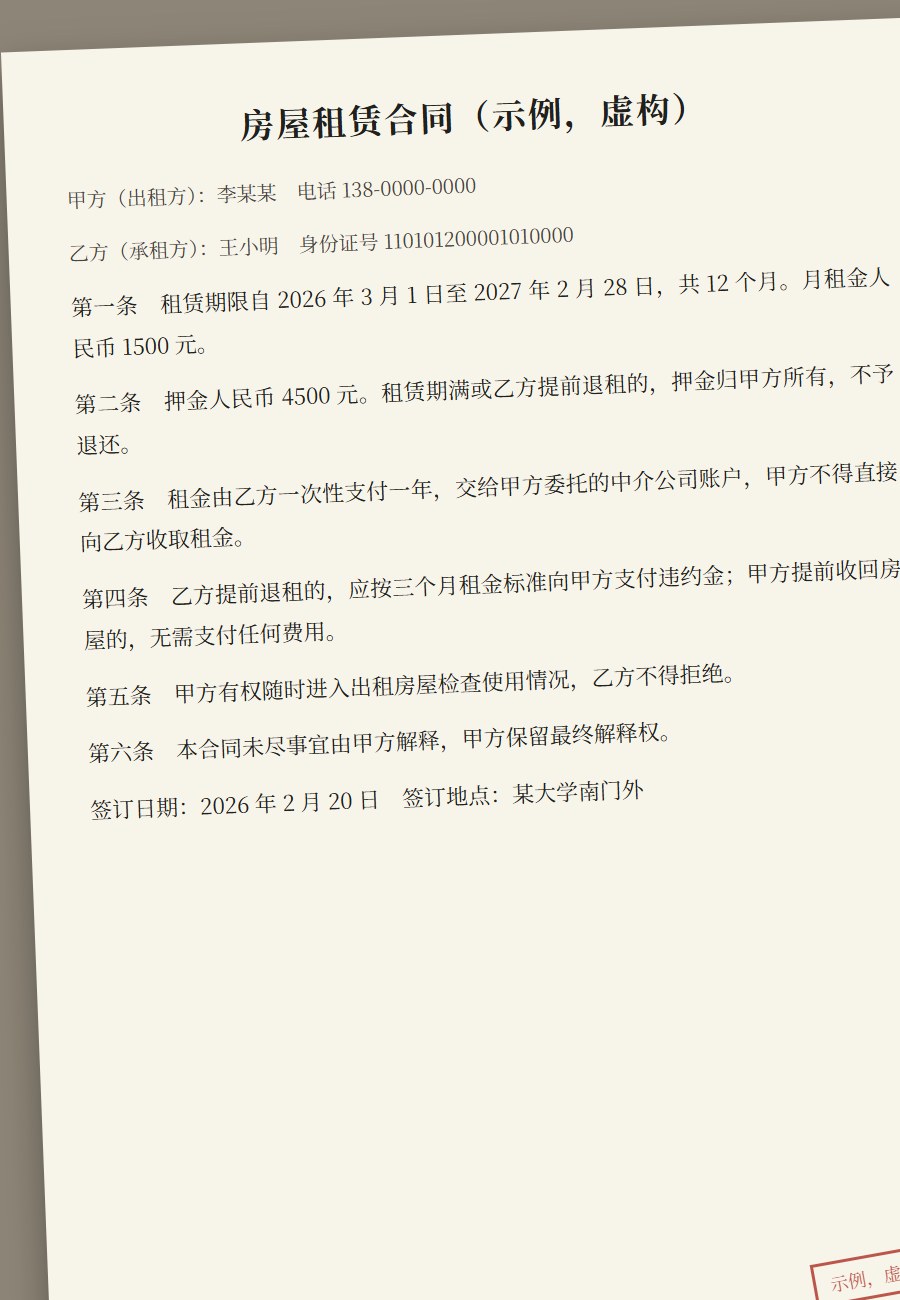 房屋租赁合同（示例，虚构）
甲方（出租方）：李某某　电话 138-0000-0000
乙方（承租方）：王小明　身份证号 110101200001010000
第一条　租赁期限自 2026 年 3 月 1 日至 2027 年 2 月 28 日，共 12 个月。月租金人
民币 1500 元。
第二条　押金人民币 4500 元。租赁期满或乙方提前退租的，押金归甲方所有，不予
退还。
第三条　租金由乙方一次性支付一年，交给甲方委托的中介公司账户，甲方不得直接
向乙方收取租金。
第四条　乙方提前退租的，应按三个月租金标准向甲方支付违约金；甲方提前收回房
屋的，无需支付任何费用。
第五条　甲方有权随时进入出租房屋检查使用情况，乙方不得拒绝。
第六条　本合同未尽事宜由甲方解释，甲方保留最终解释权。
签订日期：2026 年 2 月 20 日　签订地点：某大学南门外
示例，虚